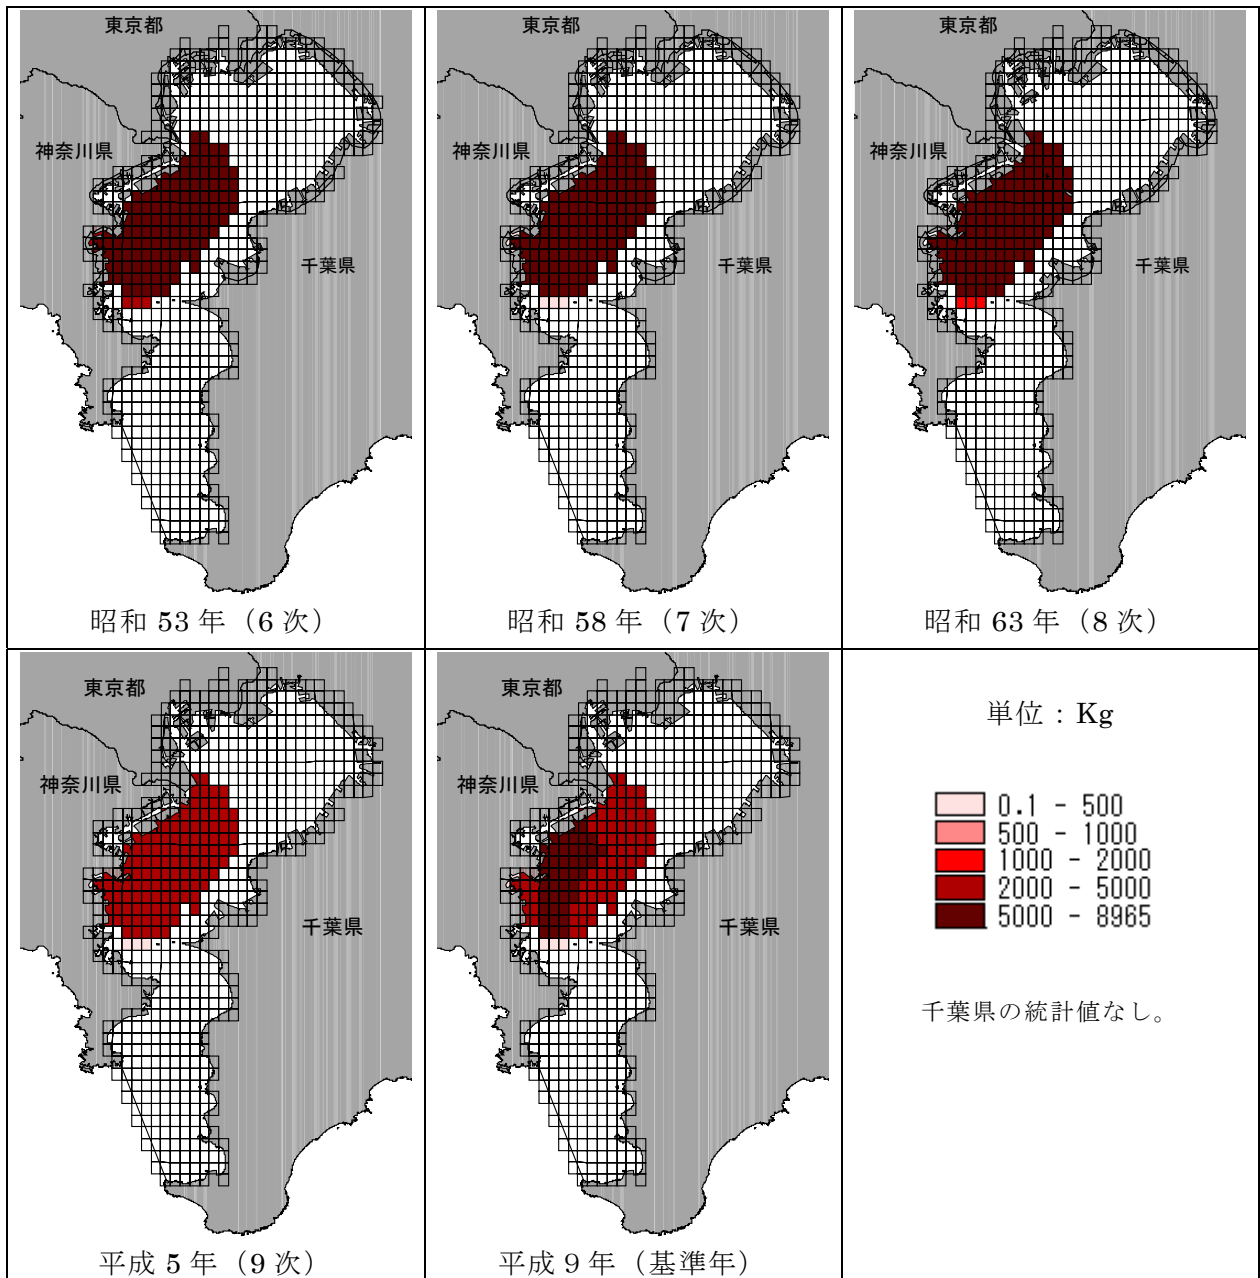 東京都
神奈川県
千葉県
昭和 53 年（6 次）
東京都
神奈川県
千葉県
昭和 58 年（7 次）
東京都
神奈川県
千葉県
昭和 63 年（8 次）
東京都
神奈川県
千葉県
平成 5 年（9 次）
東京都
神奈川県
千葉県
平成 9 年（基準年）
単位：Kg
0.1 - 500
500 - 1000
1000 - 2000
2000 - 5000
5000 - 8965
千葉県の統計値なし。